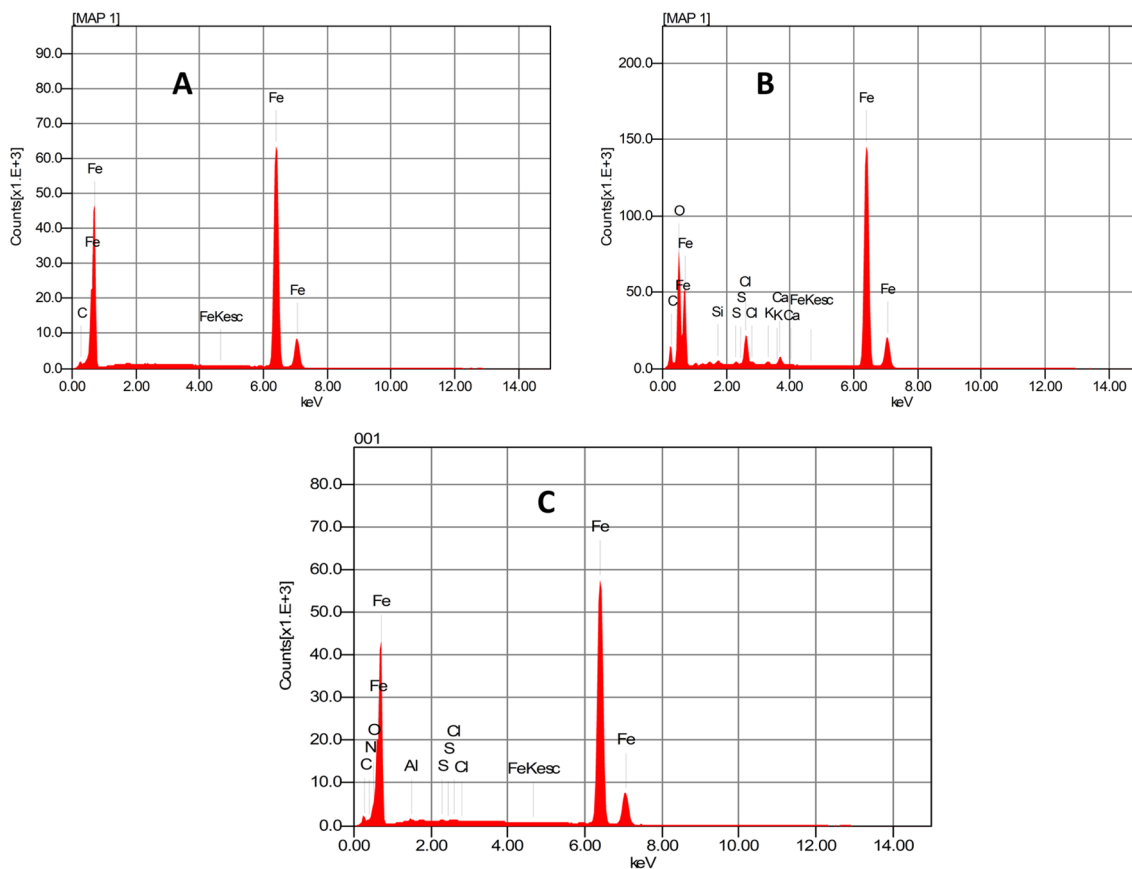 [MAP 1]
A
Counts[x1.E+3]
90.0
80.0
70.0
60.0
50.0
40.0
30.0
20.0
10.0
0.0
Fe
Fe
Fe
Fe
C
FeKesc
0.00 2.00 4.00 6.00 8.00 10.00 12.00 14.00
keV
[MAP 1]
B
Counts[x1.E+3]
200.0
150.0
100.0
50.0
0.0
Fe
O
Fe
Fe
Fe
C
Si
S
S
Cl
Cl
K
K
Ca
Ca
FeKesc
0.00 2.00 4.00 6.00 8.00 10.00 12.00 14.00
keV
001
C
Counts[x1.E+3]
80.0
70.0
60.0
50.0
40.0
30.0
20.0
10.0
0.0
Fe
Fe
Fe
Fe
O
N
C
Al
Cl
S
S
Cl
FeKesc
0.00 2.00 4.00 6.00 8.00 10.00 12.00 14.00
keV